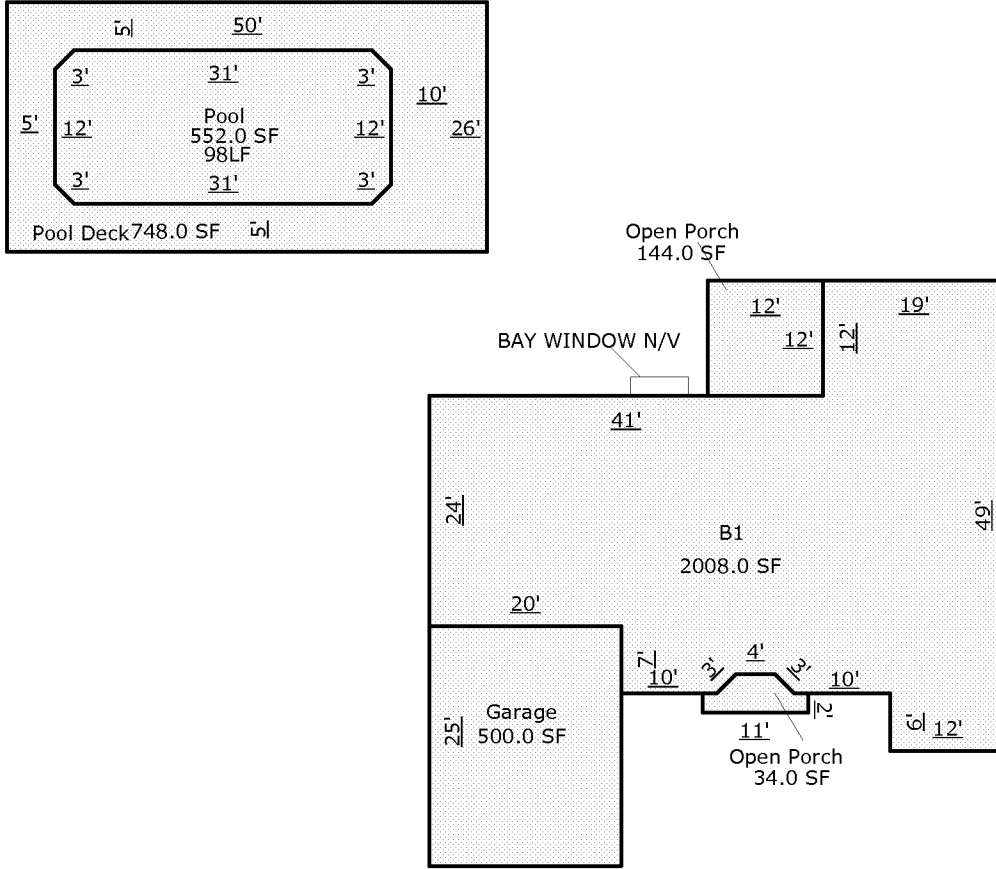 5'
50'
3'
31'
3'
5'
12'
Pool
552.0 SF
98LF
12'
10'
26'
3'
31'
3'
Pool Deck 748.0 SF
5'
Open Porch
144.0 SF
12'
12'
12'
19'
BAY WINDOW N/V
41'
24'
B1
2008.0 SF
49'
20'
7'
10'
3'
4'
3'
10'
2'
11'
6'
12'
Garage
500.0 SF
25'
Open Porch
34.0 SF